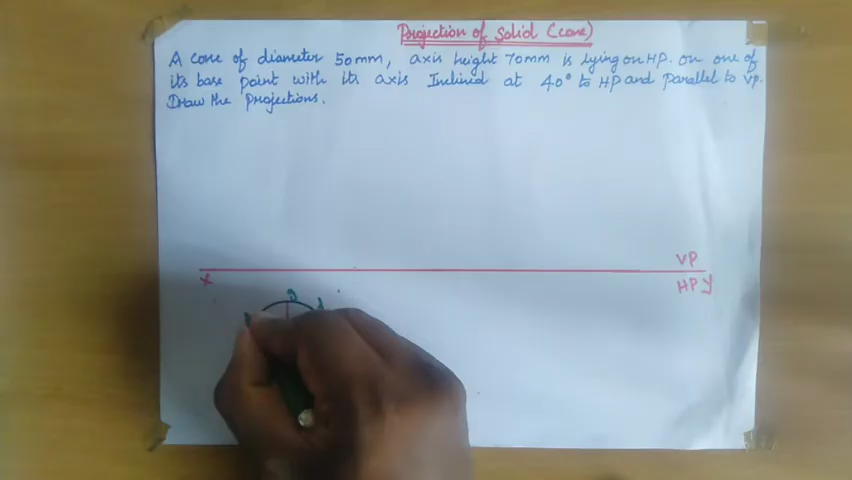 Projection of Solid (cone)
A cone of diameter 50mm, axis height 70mm is lying on HP. on one of
its base point with its axis Inclined at 40° to HP and parallel to VP.
Draw the projections.
VP
X
HP Y
g